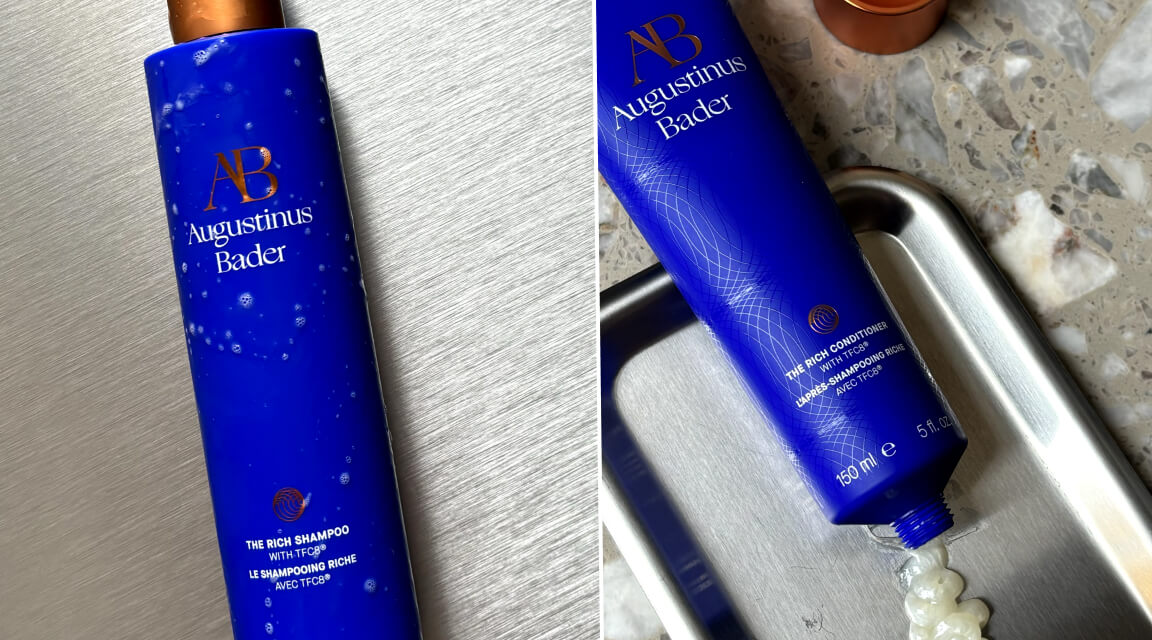 AB
Augustinus
Bader
THE RICH SHAMPOO
WITH TFC8®
LE SHAMPOOING RICHE
AVEC TFC8®
AB
Augustinus
Bader
THE RICH CONDITIONER
WITH TFC8®
L'APRÈS-SHAMPOOING RICHE
AVEC TFC8®
150 ml e
5 fl. oz